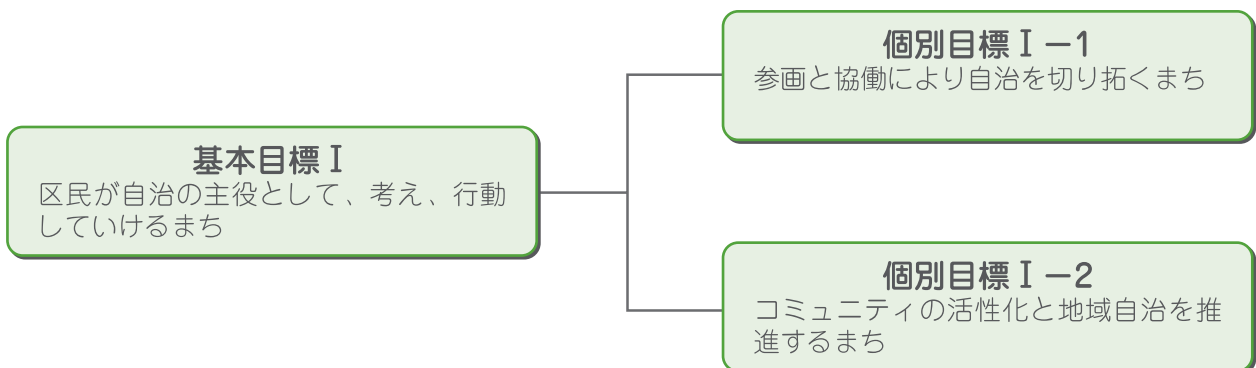 基本目標Ⅰ
区民が自治の主役として、考え、行動
していけるまち
個別目標Ⅰ－1
参画と協働により自治を切り拓くまち
個別目標Ⅰ－2
コミュニティの活性化と地域自治を推
進するまち